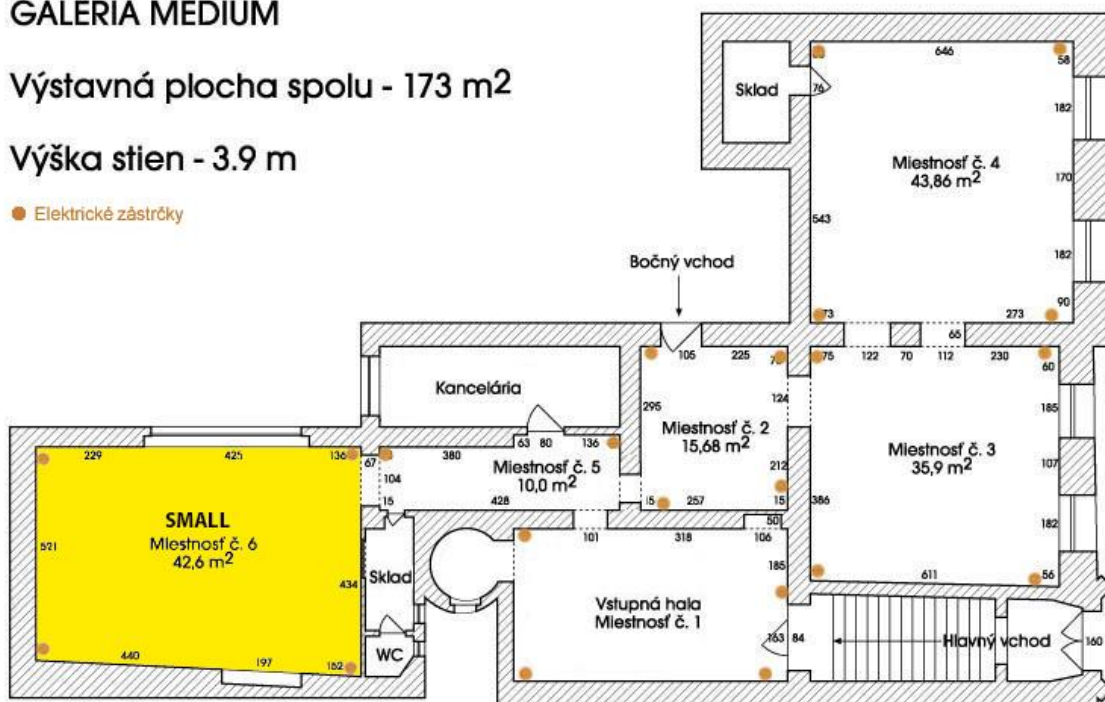 GALÉRIA MEDIUM
Výstavná plocha spolu - 173 m2
Výška stien - 3.9 m
Elektrické zástrčky
646
58
Sklad
76
182
Miestnosť č. 4
43,86 m2
170
543
182
Bočný vchod
90
73
273
65
105
225
75
122
70
112
230
60
Kancelária
295
124
185
Miestnosť č. 2
15,68 m2
Miestnosť č. 3
35,9 m2
107
63
80
136
229
425
136
67
380
104
Miestnosť č. 5
10,0 m2
212
15
428
15
257
15
386
182
50
SMALL
Miestnosť č. 6
42,6 m2
521
101
318
106
434
Sklad
185
611
56
Vstupná hala
Miestnosť č. 1
163
84
Hlavný vchod
160
WC
440
197
152